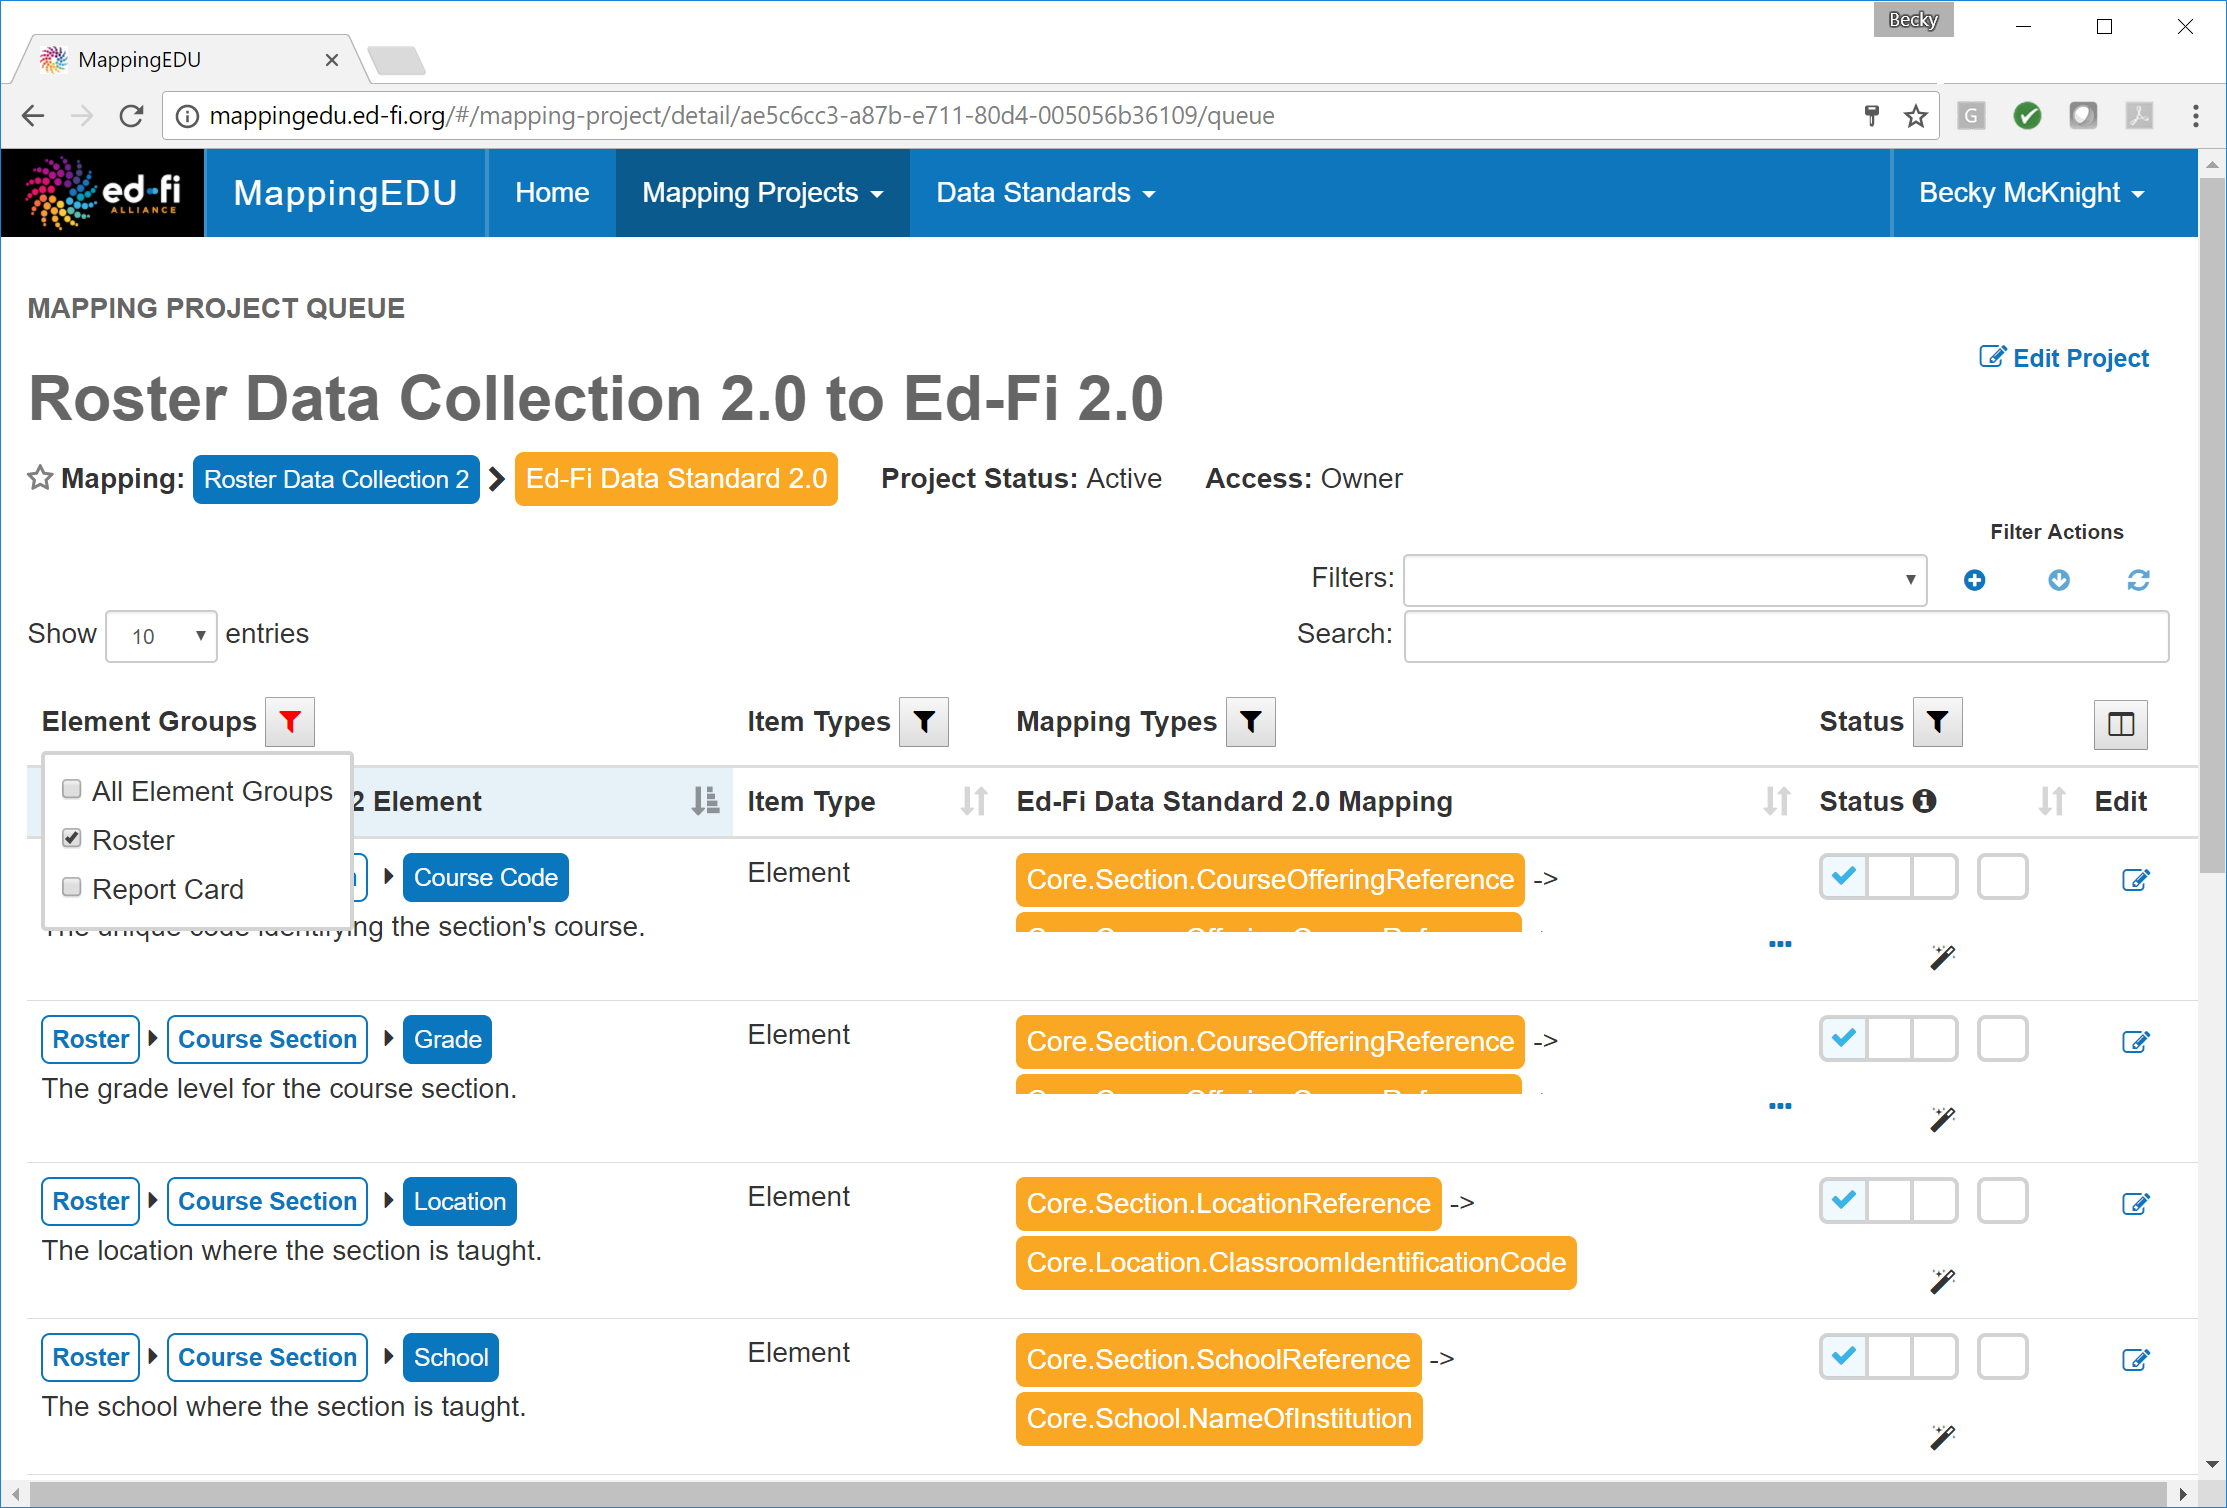 Becky
MappingEDU
mappingedu.ed-fi.org/#/mapping-project/detail/ae5c6cc3-a87b-e711-80d4-005056b36109/queue
G
ed-fi
ALLIANCE
MappingEDU Home Mapping Projects Data Standards Becky McKnight
MAPPING PROJECT QUEUE
Edit Project
Roster Data Collection 2.0 to Ed-Fi 2.0
Mapping: Roster Data Collection 2 Ed-Fi Data Standard 2.0 Project Status: Active Access: Owner
Filter Actions
Filters:
Show 10 entries
Search:
Element Groups Item Types Mapping Types Status
All Element Groups
Roster
Report Card
2 Element Item Type Ed-Fi Data Standard 2.0 Mapping Status Edit
Course Code Element Core.Section.CourseOfferingReference ->
the section's course.
...
Roster Course Section Grade Element Core.Section.CourseOfferingReference ->
The grade level for the course section.
...
Roster Course Section Location Element Core.Section.LocationReference ->
The location where the section is taught. Core.Location.ClassroomIdentificationCode
Roster Course Section School Element Core.Section.SchoolReference ->
The school where the section is taught. Core.School.NameOfInstitution